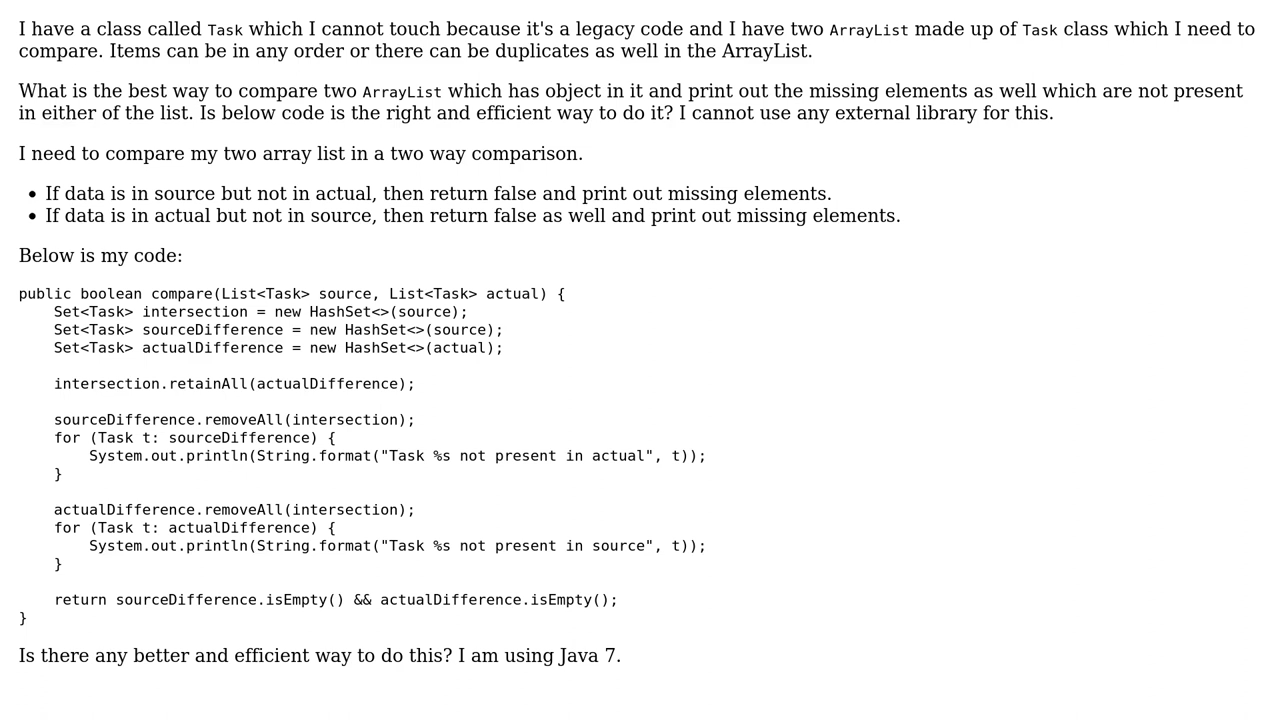 I have a class called Task which I cannot touch because it's a legacy code and I have two ArrayList made up of Task class which I need to
compare. Items can be in any order or there can be duplicates as well in the ArrayList.
What is the best way to compare two ArrayList which has object in it and print out the missing elements as well which are not present
in either of the list. Is below code is the right and efficient way to do it? I cannot use any external library for this.
I need to compare my two array list in a two way comparison.
• If data is in source but not in actual, then return false and print out missing elements.
• If data is in actual but not in source, then return false as well and print out missing elements.
Below is my code:
public boolean compare(List<Task> source, List<Task> actual) {
    Set<Task> intersection = new HashSet<>(source);
    Set<Task> sourceDifference = new HashSet<>(source);
    Set<Task> actualDifference = new HashSet<>(actual);
    intersection.retainAll(actualDifference);
    sourceDifference.removeAll(intersection);
    for (Task t: sourceDifference) {
        System.out.println(String.format("Task %s not present in actual", t));
    }
    actualDifference.removeAll(intersection);
    for (Task t: actualDifference) {
        System.out.println(String.format("Task %s not present in source", t));
    }
    return sourceDifference.isEmpty() && actualDifference.isEmpty();
}
Is there any better and efficient way to do this? I am using Java 7.